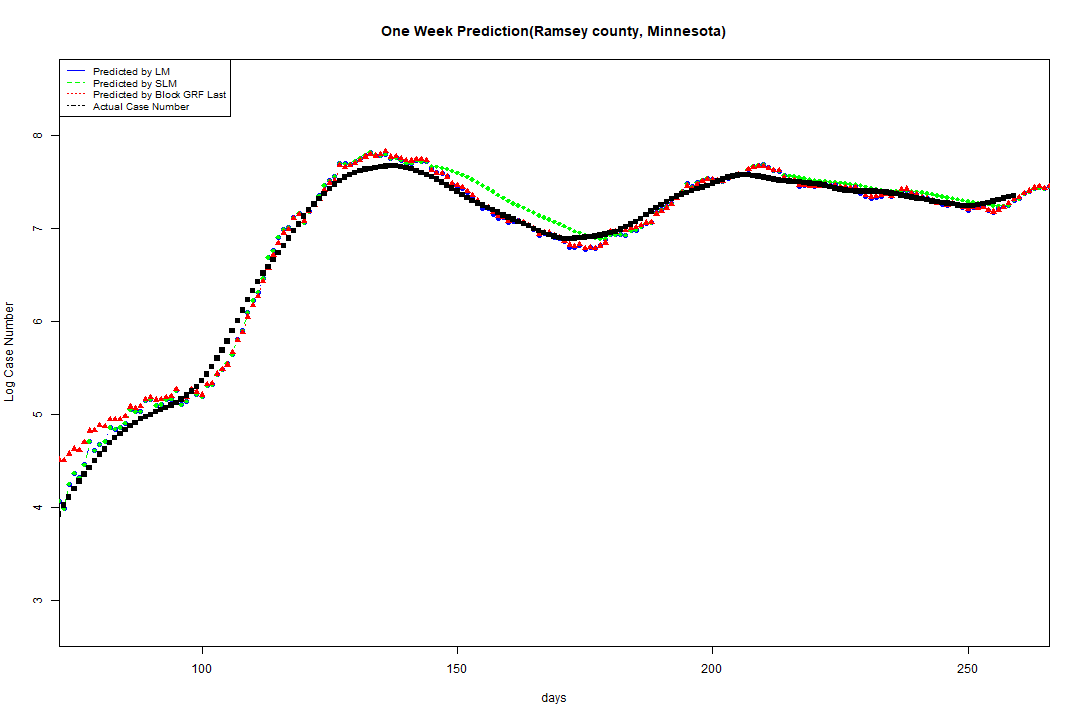 One Week Prediction(Ramsey county, Minnesota)
Predicted by LM
Predicted by SLM
Predicted by Block GRF Last
Actual Case Number
8
7
6
5
4
3
Log Case Number
100 150 200 250
days